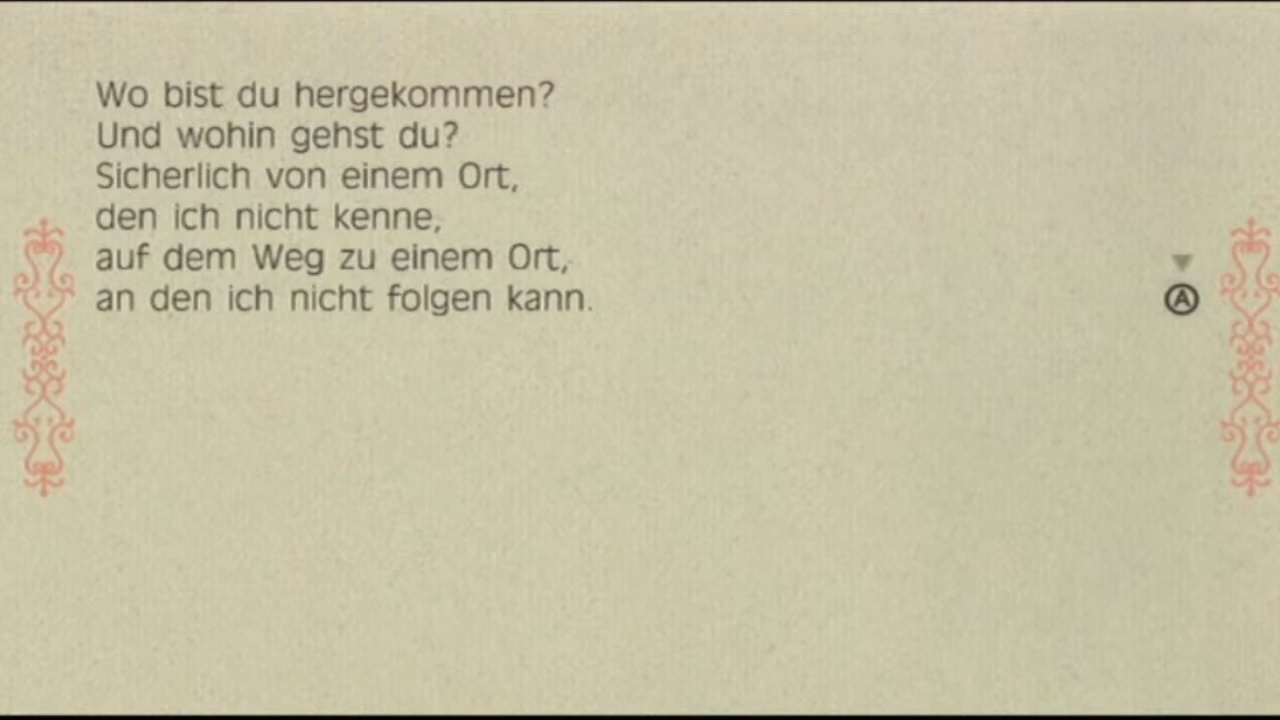 Wo bist du hergekommen?
Und wohin gehst du?
Sicherlich von einem Ort,
den ich nicht kenne,
auf dem Weg zu einem Ort,
an den ich nicht folgen kann.
A